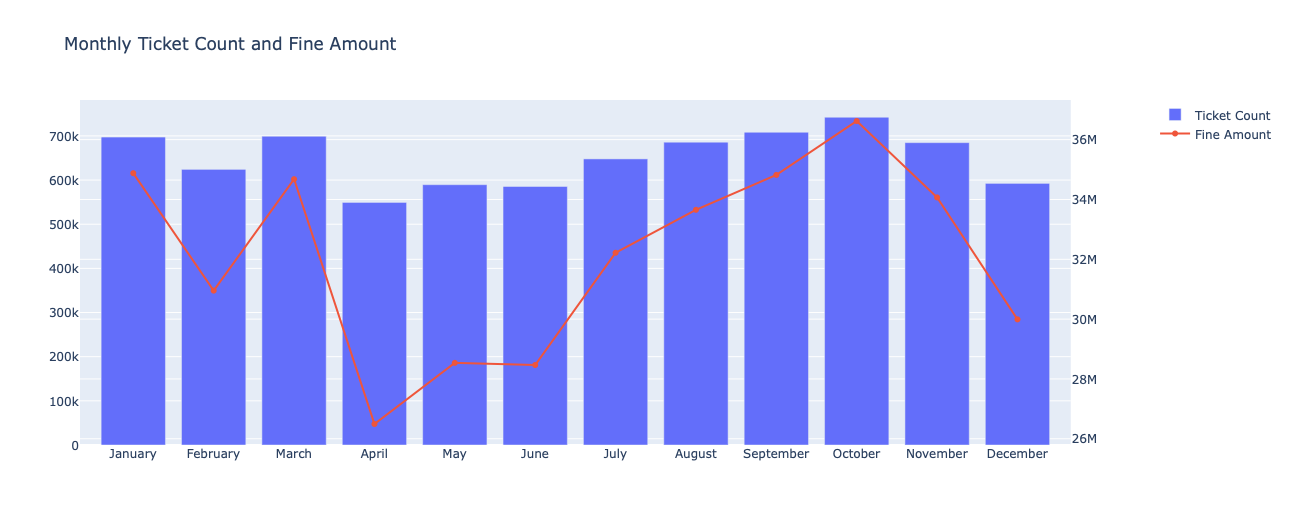 Monthly Ticket Count and Fine Amount
Ticket Count
Fine Amount
700k
600k
500k
400k
300k
200k
100k
0
36M
34M
32M
30M
28M
26M
January February March April May June July August September October November December